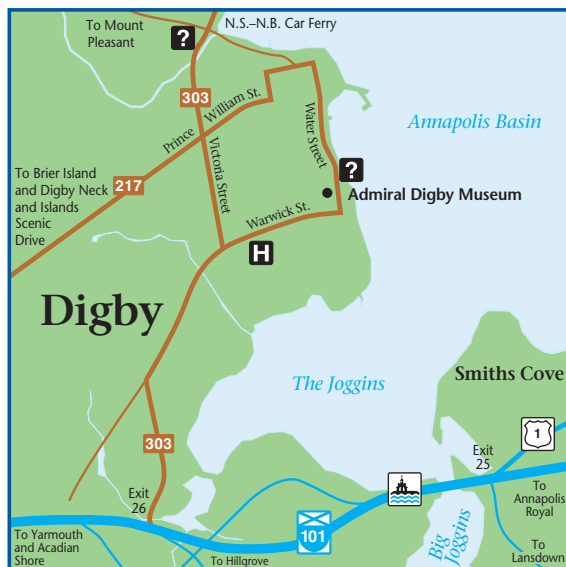 To Mount
Pleasant
?
N.S.–N.B. Car Ferry
303
Prince William St.
Water Street
Annapolis Basin
Victoria Street
To Brier Island
and Digby Neck
and Islands
Scenic
Drive
217
?
Admiral Digby Museum
Warwick St.
H
Digby
The Joggins
Smiths Cove
303
1
Exit
25
Exit
26
To
Annapolis
Royal
101
Big
Joggins
To Yarmouth
and Acadian
Shore
To Hillgrove
To
Lansdown